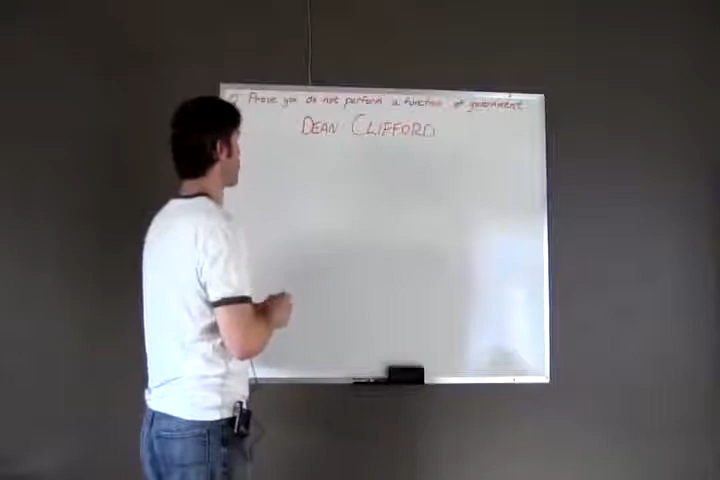 Prove you do not perform a function of government
DEAN CLIFFORD